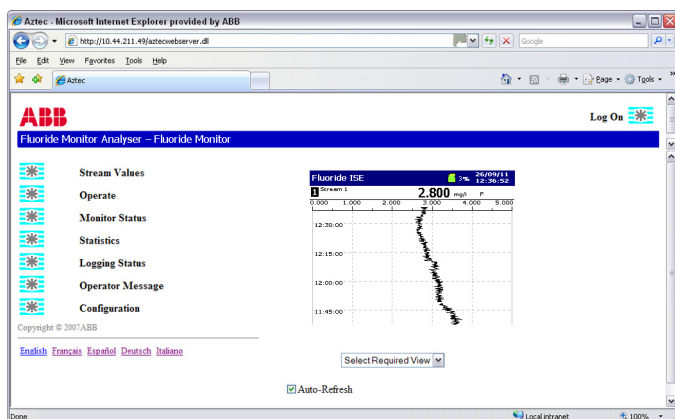 Aztec - Microsoft Internet Explorer provided by ABB
http://10.44.211.49/aztecwebserver.dl
Google
File Edit View Favorites Tools Help
Aztec
Page Tools
ABB
Log On
Fluoride Monitor Analyser – Fluoride Monitor
Stream Values
Operate
Monitor Status
Statistics
Logging Status
Operator Message
Configuration
Copyright © 2007ABB
English Français Español Deutsch Italiano
Fluoride ISE 3% 26/09/11
12:36:52
1 Stream 1 2.800 mg/l F
0.000 1.000 2.000 3.000 4.000 5.000
12:30:00
12:15:00
12:00:00
11:45:00
Select Required View
Auto-Refresh
Done Local intranet 100%